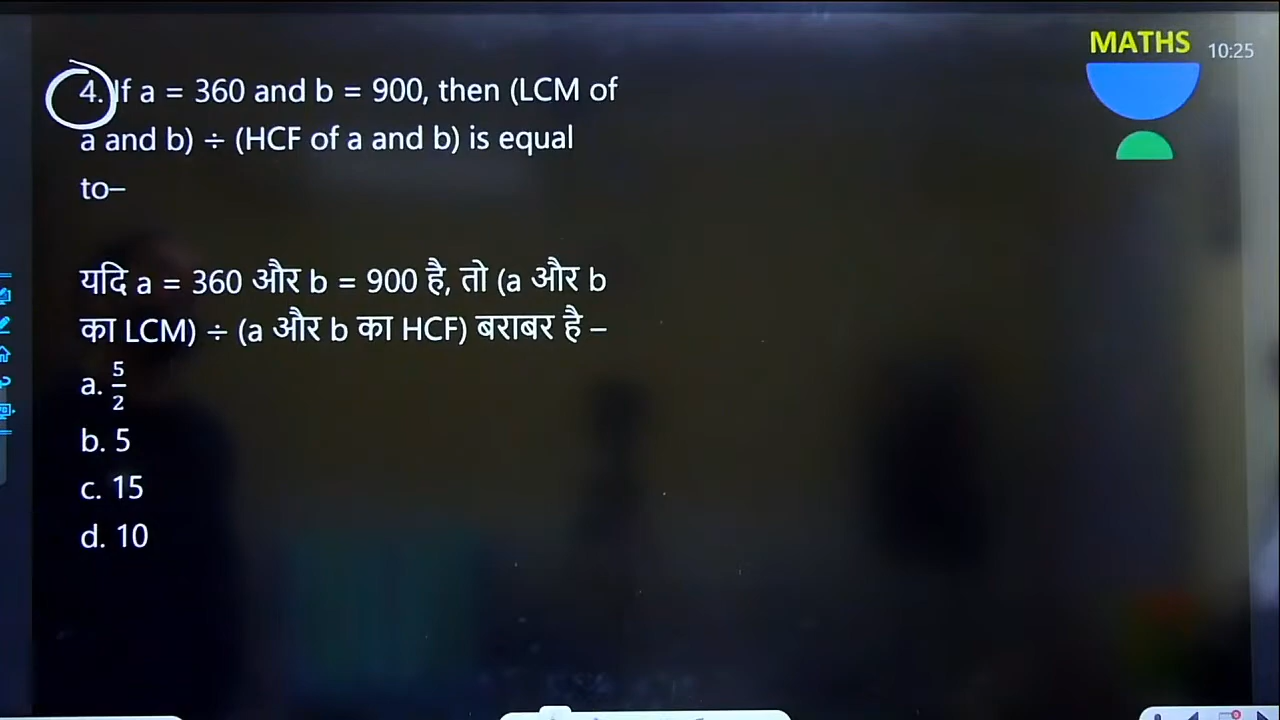 MATHS
10:25
4. If a = 360 and b = 900, then (LCM of
a and b) ÷ (HCF of a and b) is equal
to–
यदि a = 360 और b = 900 है, तो (a और b
का LCM) ÷ (a और b का HCF) बराबर है –
a. 5/2
b. 5
c. 15
d. 10